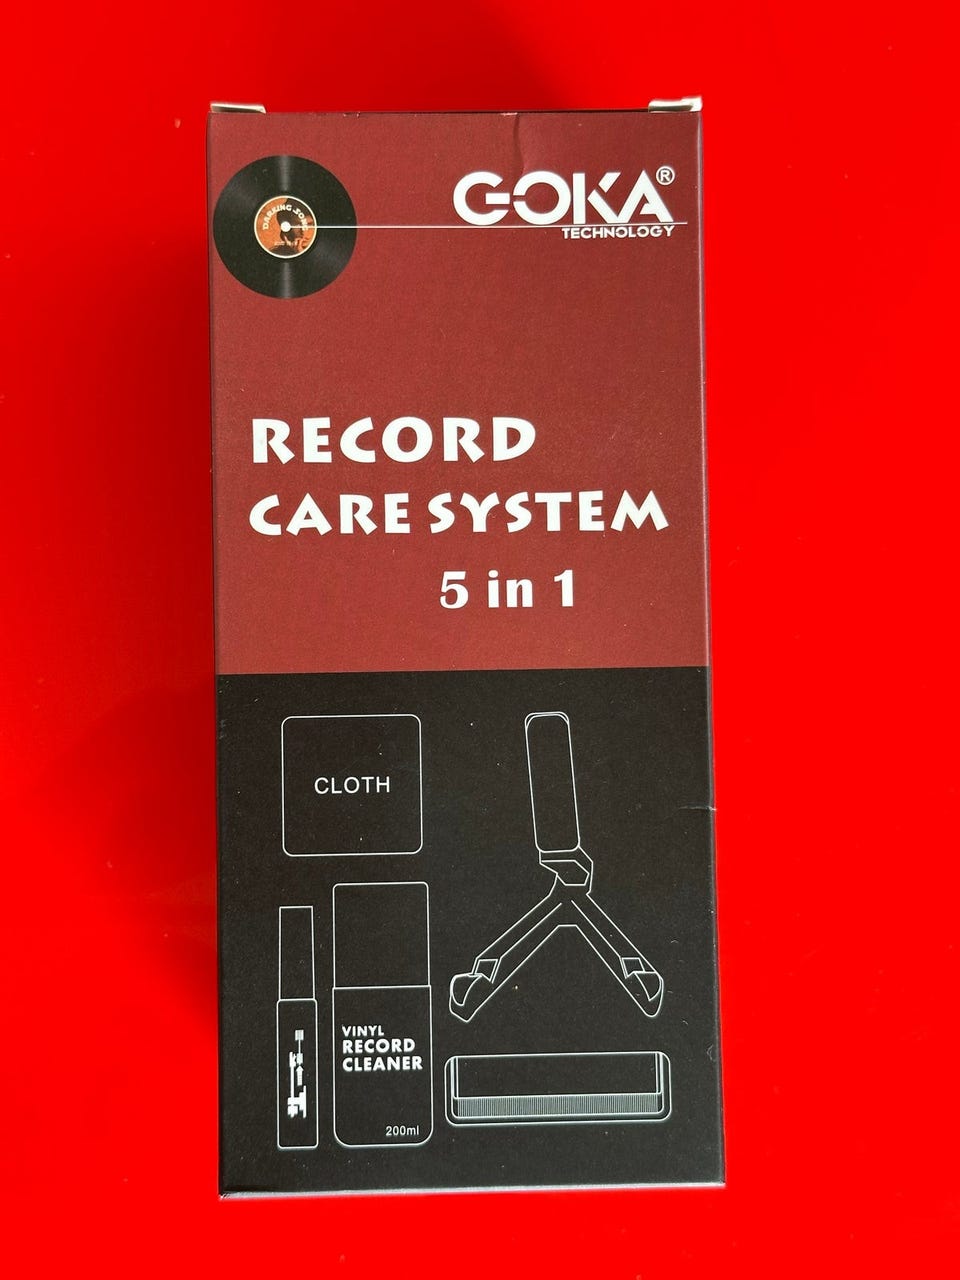 GOKA®
TECHNOLOGY
RECORD
CARE SYSTEM
5 in 1
CLOTH
VINYL
RECORD
CLEANER
200ml